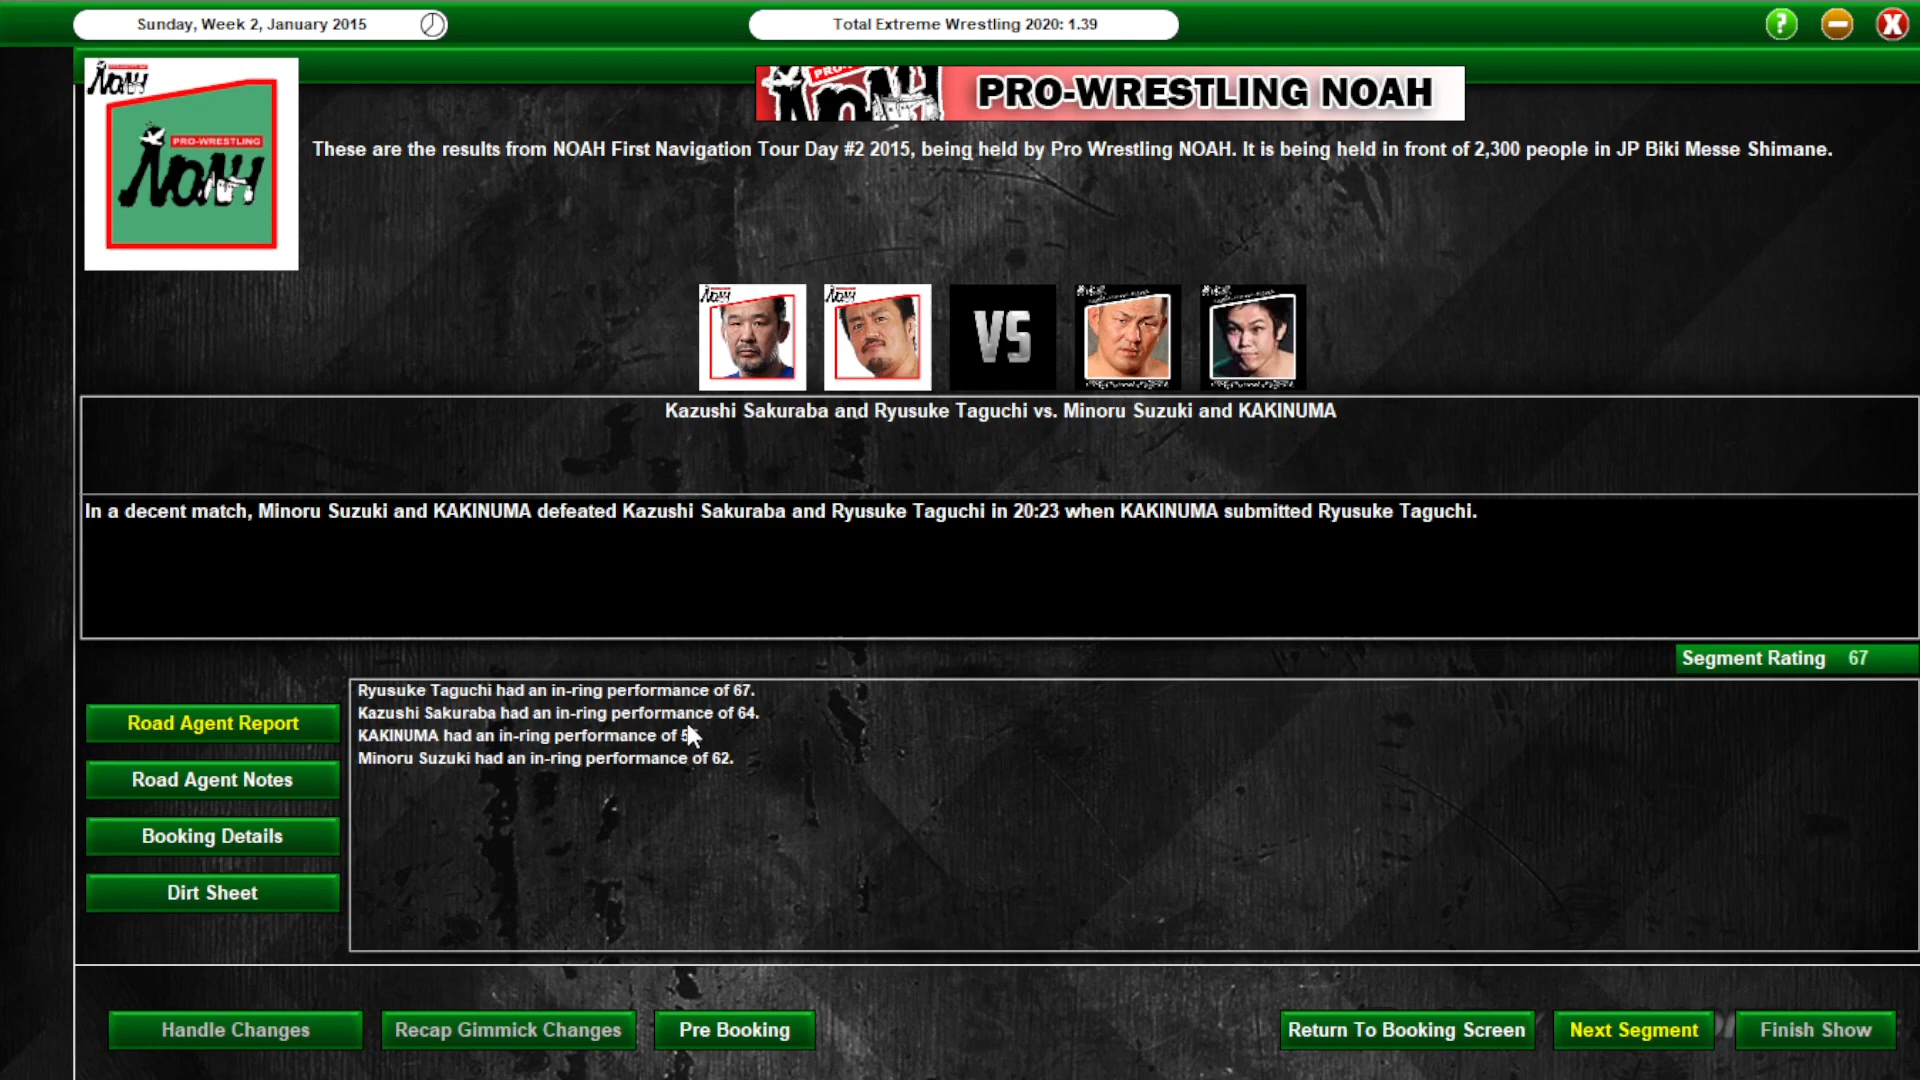 Sunday, Week 2, January 2015
Total Extreme Wrestling 2020: 1.39
?
X
NOAH
PRO-WRESTLING
NOAH
PRO-WRESTLING NOAH
These are the results from NOAH First Navigation Tour Day #2 2015, being held by Pro Wrestling NOAH. It is being held in front of 2,300 people in JP Biki Messe Shimane.
NOAH
NOAH
VS
Kazushi Sakuraba and Ryusuke Taguchi vs. Minoru Suzuki and KAKINUMA
In a decent match, Minoru Suzuki and KAKINUMA defeated Kazushi Sakuraba and Ryusuke Taguchi in 20:23 when KAKINUMA submitted Ryusuke Taguchi.
Segment Rating 67
Ryusuke Taguchi had an in-ring performance of 67.
Kazushi Sakuraba had an in-ring performance of 64.
KAKINUMA had an in-ring performance of
Minoru Suzuki had an in-ring performance of 62.
Road Agent Report
Road Agent Notes
Booking Details
Dirt Sheet
Handle Changes
Recap Gimmick Changes
Pre Booking
Return To Booking Screen
Next Segment
Finish Show